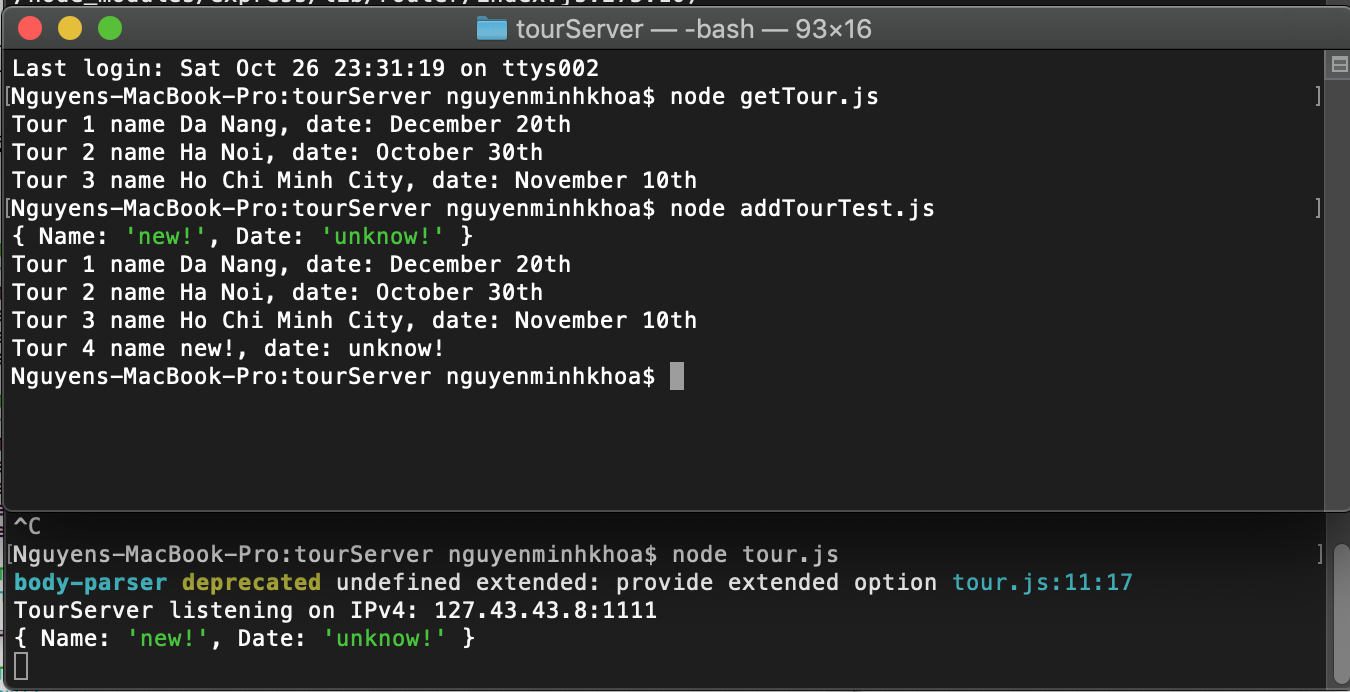 tourServer — -bash — 93×16
Last login: Sat Oct 26 23:31:19 on ttys002
[Nguyens-MacBook-Pro:tourServer nguyenminhkhoa$ node getTour.js ]
Tour 1 name Da Nang, date: December 20th
Tour 2 name Ha Noi, date: October 30th
Tour 3 name Ho Chi Minh City, date: November 10th
[Nguyens-MacBook-Pro:tourServer nguyenminhkhoa$ node addTourTest.js ]
{ Name: 'new!', Date: 'unknow!' }
Tour 1 name Da Nang, date: December 20th
Tour 2 name Ha Noi, date: October 30th
Tour 3 name Ho Chi Minh City, date: November 10th
Tour 4 name new!, date: unknow!
Nguyens-MacBook-Pro:tourServer nguyenminhkhoa$
^C
[Nguyens-MacBook-Pro:tourServer nguyenminhkhoa$ node tour.js ]
body-parser deprecated undefined extended: provide extended option tour.js:11:17
TourServer listening on IPv4: 127.43.43.8:1111
{ Name: 'new!', Date: 'unknow!' }